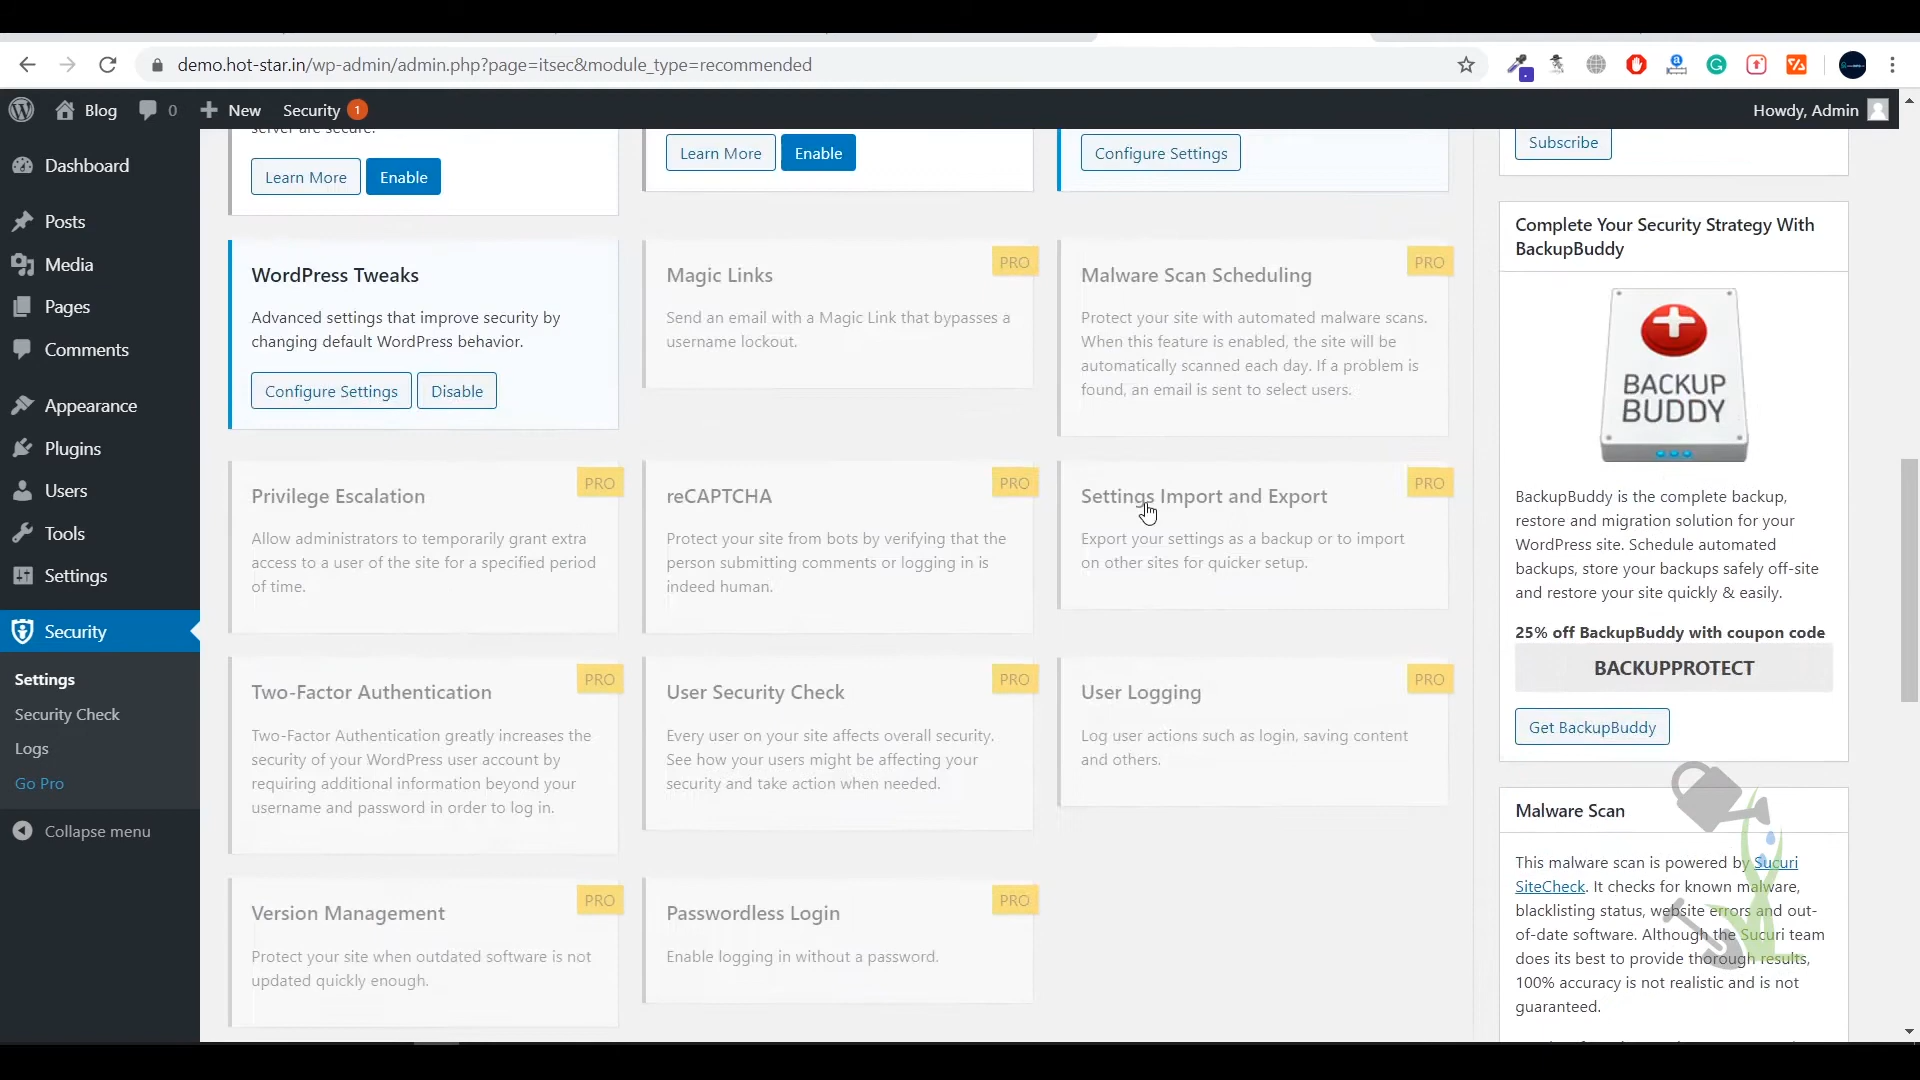 demo.hot-star.in/wp-admin/admin.php?page=itsec&module_type=recommended
Blog
0
New
Security 1
Howdy, Admin
Dashboard
Posts
Media
Pages
Comments
Appearance
Plugins
Users
Tools
Settings
Security
Settings
Security Check
Logs
Go Pro
Collapse menu
server are secure.
Learn More
Enable
Learn More
Enable
Configure Settings
WordPress Tweaks
Advanced settings that improve security by
changing default WordPress behavior.
Configure Settings
Disable
Magic Links
PRO
Send an email with a Magic Link that bypasses a
username lockout.
Malware Scan Scheduling
PRO
Protect your site with automated malware scans.
When this feature is enabled, the site will be
automatically scanned each day. If a problem is
found, an email is sent to select users.
Privilege Escalation
PRO
Allow administrators to temporarily grant extra
access to a user of the site for a specified period
of time.
reCAPTCHA
PRO
Protect your site from bots by verifying that the
person submitting comments or logging in is
indeed human.
Settings Import and Export
PRO
Export your settings as a backup or to import
on other sites for quicker setup.
Two-Factor Authentication
PRO
Two-Factor Authentication greatly increases the
security of your WordPress user account by
requiring additional information beyond your
username and password in order to log in.
User Security Check
PRO
Every user on your site affects overall security.
See how your users might be affecting your
security and take action when needed.
User Logging
PRO
Log user actions such as login, saving content
and others.
Version Management
PRO
Protect your site when outdated software is not
updated quickly enough.
Passwordless Login
PRO
Enable logging in without a password.
Subscribe
Complete Your Security Strategy With
BackupBuddy
BACKUP
BUDDY
BackupBuddy is the complete backup,
restore and migration solution for your
WordPress site. Schedule automated
backups, store your backups safely off-site
and restore your site quickly & easily.
25% off BackupBuddy with coupon code
BACKUPPROTECT
Get BackupBuddy
Malware Scan
This malware scan is powered by Sucuri
SiteCheck. It checks for known malware,
blacklisting status, website errors and out-
of-date software. Although the Sucuri team
does its best to provide thorough results,
100% accuracy is not realistic and is not
guaranteed.